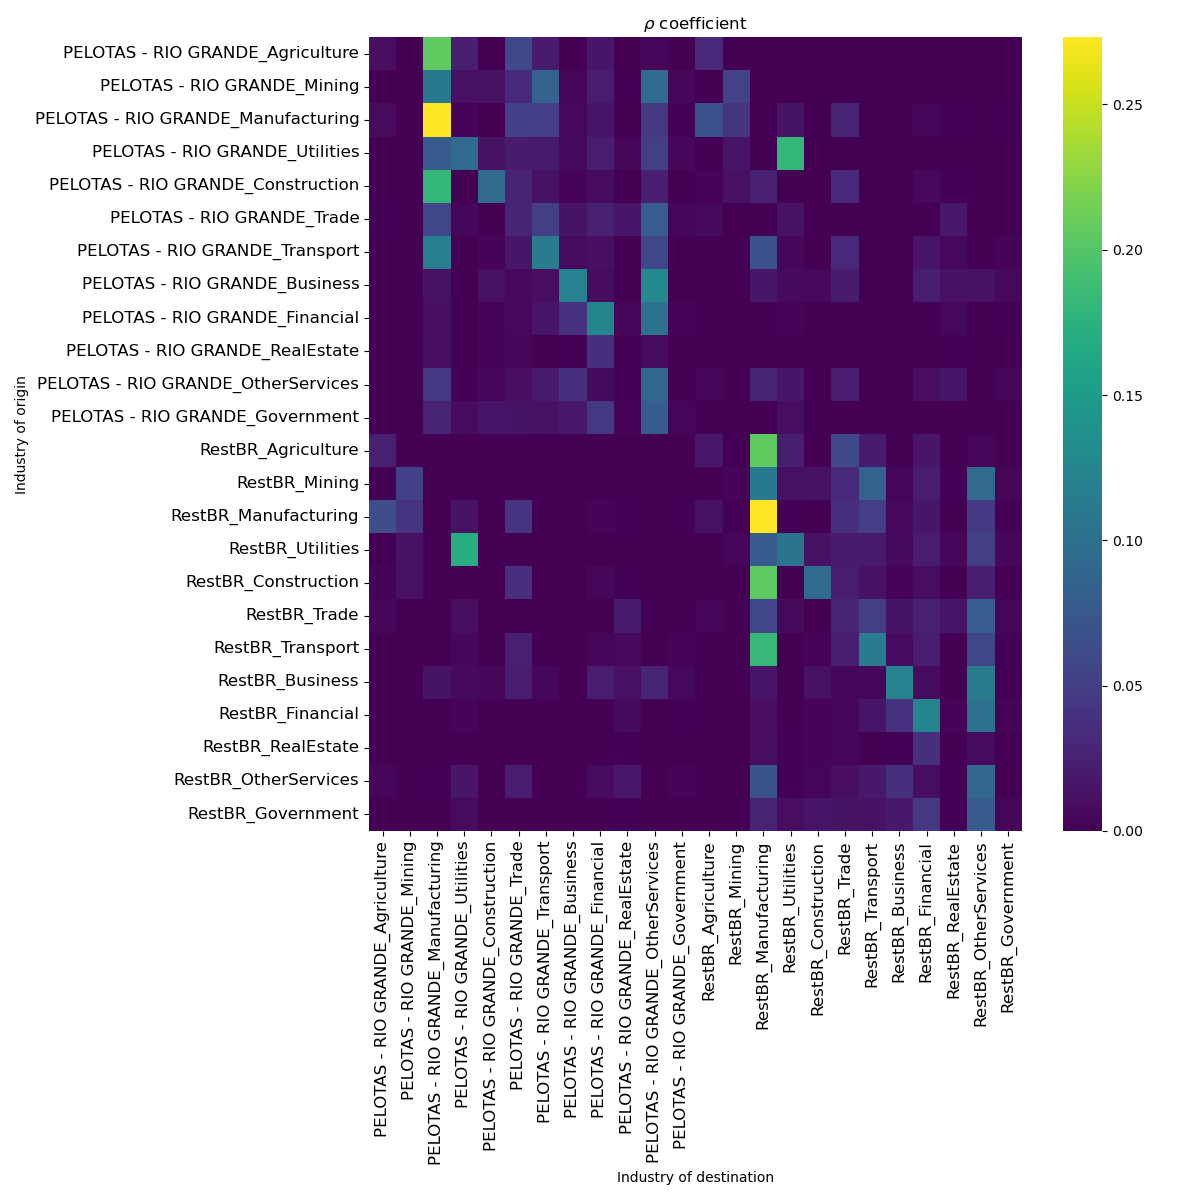 ρ coefficient
PELOTAS - RIO GRANDE_Agriculture
PELOTAS - RIO GRANDE_Mining
PELOTAS - RIO GRANDE_Manufacturing
PELOTAS - RIO GRANDE_Utilities
PELOTAS - RIO GRANDE_Construction
PELOTAS - RIO GRANDE_Trade
PELOTAS - RIO GRANDE_Transport
PELOTAS - RIO GRANDE_Business
PELOTAS - RIO GRANDE_Financial
PELOTAS - RIO GRANDE_RealEstate
PELOTAS - RIO GRANDE_OtherServices
PELOTAS - RIO GRANDE_Government
RestBR_Agriculture
RestBR_Mining
RestBR_Manufacturing
RestBR_Utilities
RestBR_Construction
RestBR_Trade
RestBR_Transport
RestBR_Business
RestBR_Financial
RestBR_RealEstate
RestBR_OtherServices
RestBR_Government
Industry of origin
PELOTAS - RIO GRANDE_Agriculture
PELOTAS - RIO GRANDE_Mining
PELOTAS - RIO GRANDE_Manufacturing
PELOTAS - RIO GRANDE_Utilities
PELOTAS - RIO GRANDE_Construction
PELOTAS - RIO GRANDE_Trade
PELOTAS - RIO GRANDE_Transport
PELOTAS - RIO GRANDE_Business
PELOTAS - RIO GRANDE_Financial
PELOTAS - RIO GRANDE_RealEstate
PELOTAS - RIO GRANDE_OtherServices
PELOTAS - RIO GRANDE_Government
RestBR_Agriculture
RestBR_Mining
RestBR_Manufacturing
RestBR_Utilities
RestBR_Construction
RestBR_Trade
RestBR_Transport
RestBR_Business
RestBR_Financial
RestBR_RealEstate
RestBR_OtherServices
RestBR_Government
Industry of destination
0.25
0.20
0.15
0.10
0.05
0.00